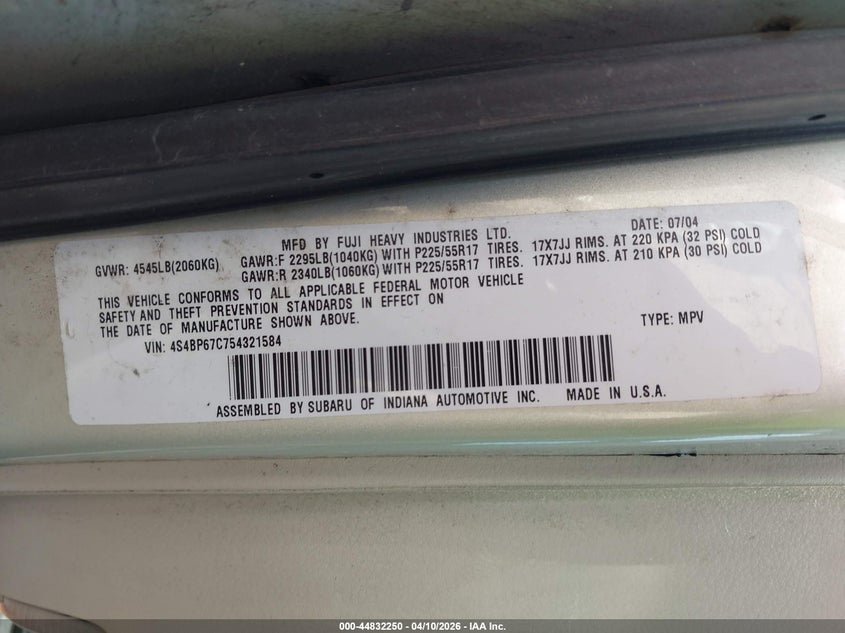 MFD BY FUJI HEAVY INDUSTRIES LTD. DATE: 07/04
GVWR: 4545LB(2060KG) GAWR:F 2295LB(1040KG) WITH P225/55R17 TIRES. 17X7JJ RIMS. AT 220 KPA (32 PSI) COLD
GAWR:R 2340LB(1060KG) WITH P225/55R17 TIRES. 17X7JJ RIMS. AT 210 KPA (30 PSI) COLD
THIS VEHICLE CONFORMS TO ALL APPLICABLE FEDERAL MOTOR VEHICLE
SAFETY AND THEFT PREVENTION STANDARDS IN EFFECT ON
THE DATE OF MANUFACTURE SHOWN ABOVE.
VIN: 4S4BP67C754321584 TYPE: MPV
ASSEMBLED BY SUBARU OF INDIANA AUTOMOTIVE INC. MADE IN U.S.A.
000-44832250 - 04/10/2026 - IAA Inc.